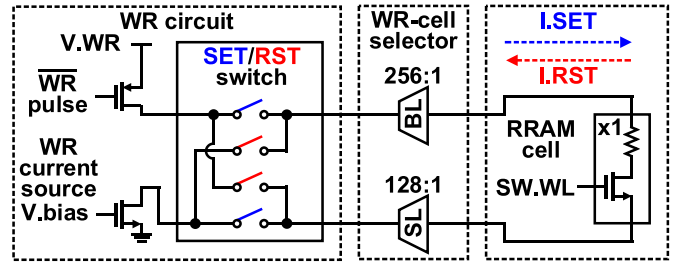 WR circuit
V.WR
WR
pulse
SET/RST
switch
WR
current
source
V.bias
WR-cell
selector
256:1
BL
128:1
SL
I.SET
I.RST
RRAM
cell
x1
SW.WL